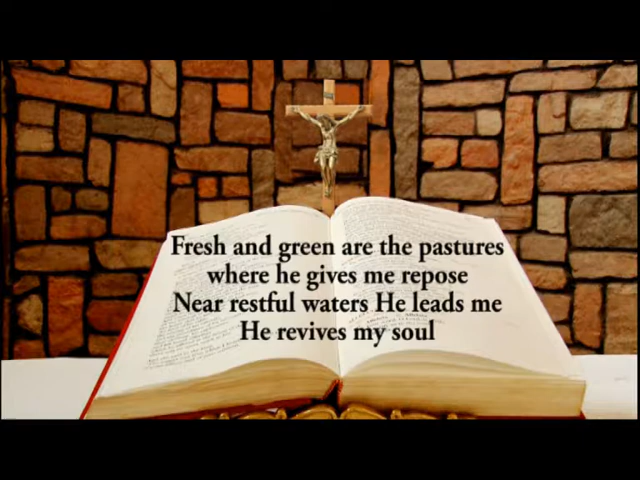 Fresh and green are the pastures
where he gives me repose
Near restful waters He leads me
He revives my soul